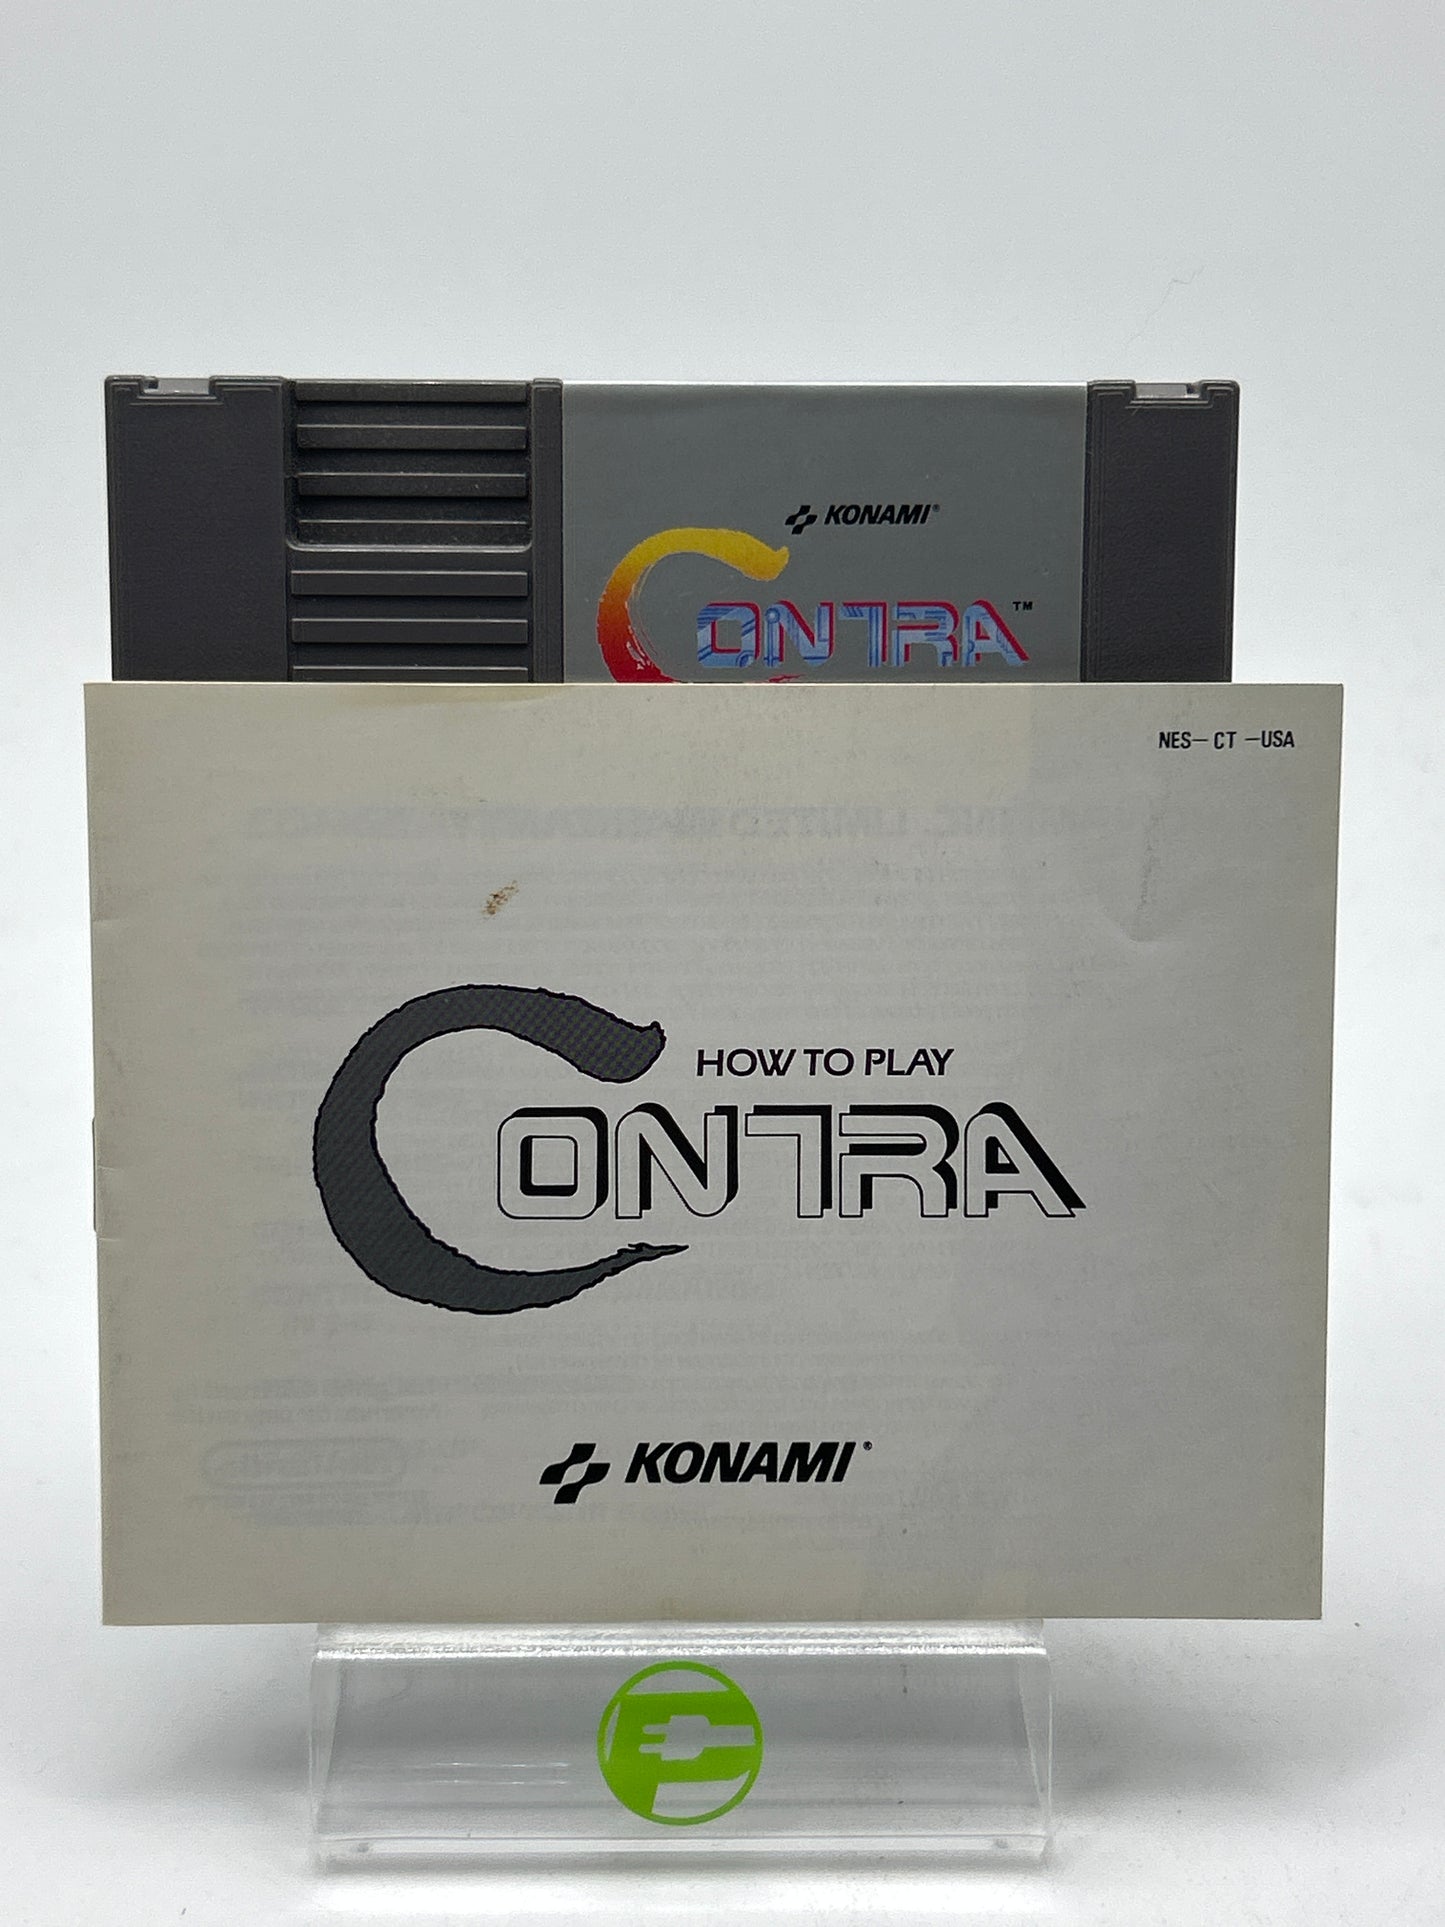 KONAMI®
CONTRA™
NES-CT-USA
HOW TO PLAY
CONTRA
KONAMI®